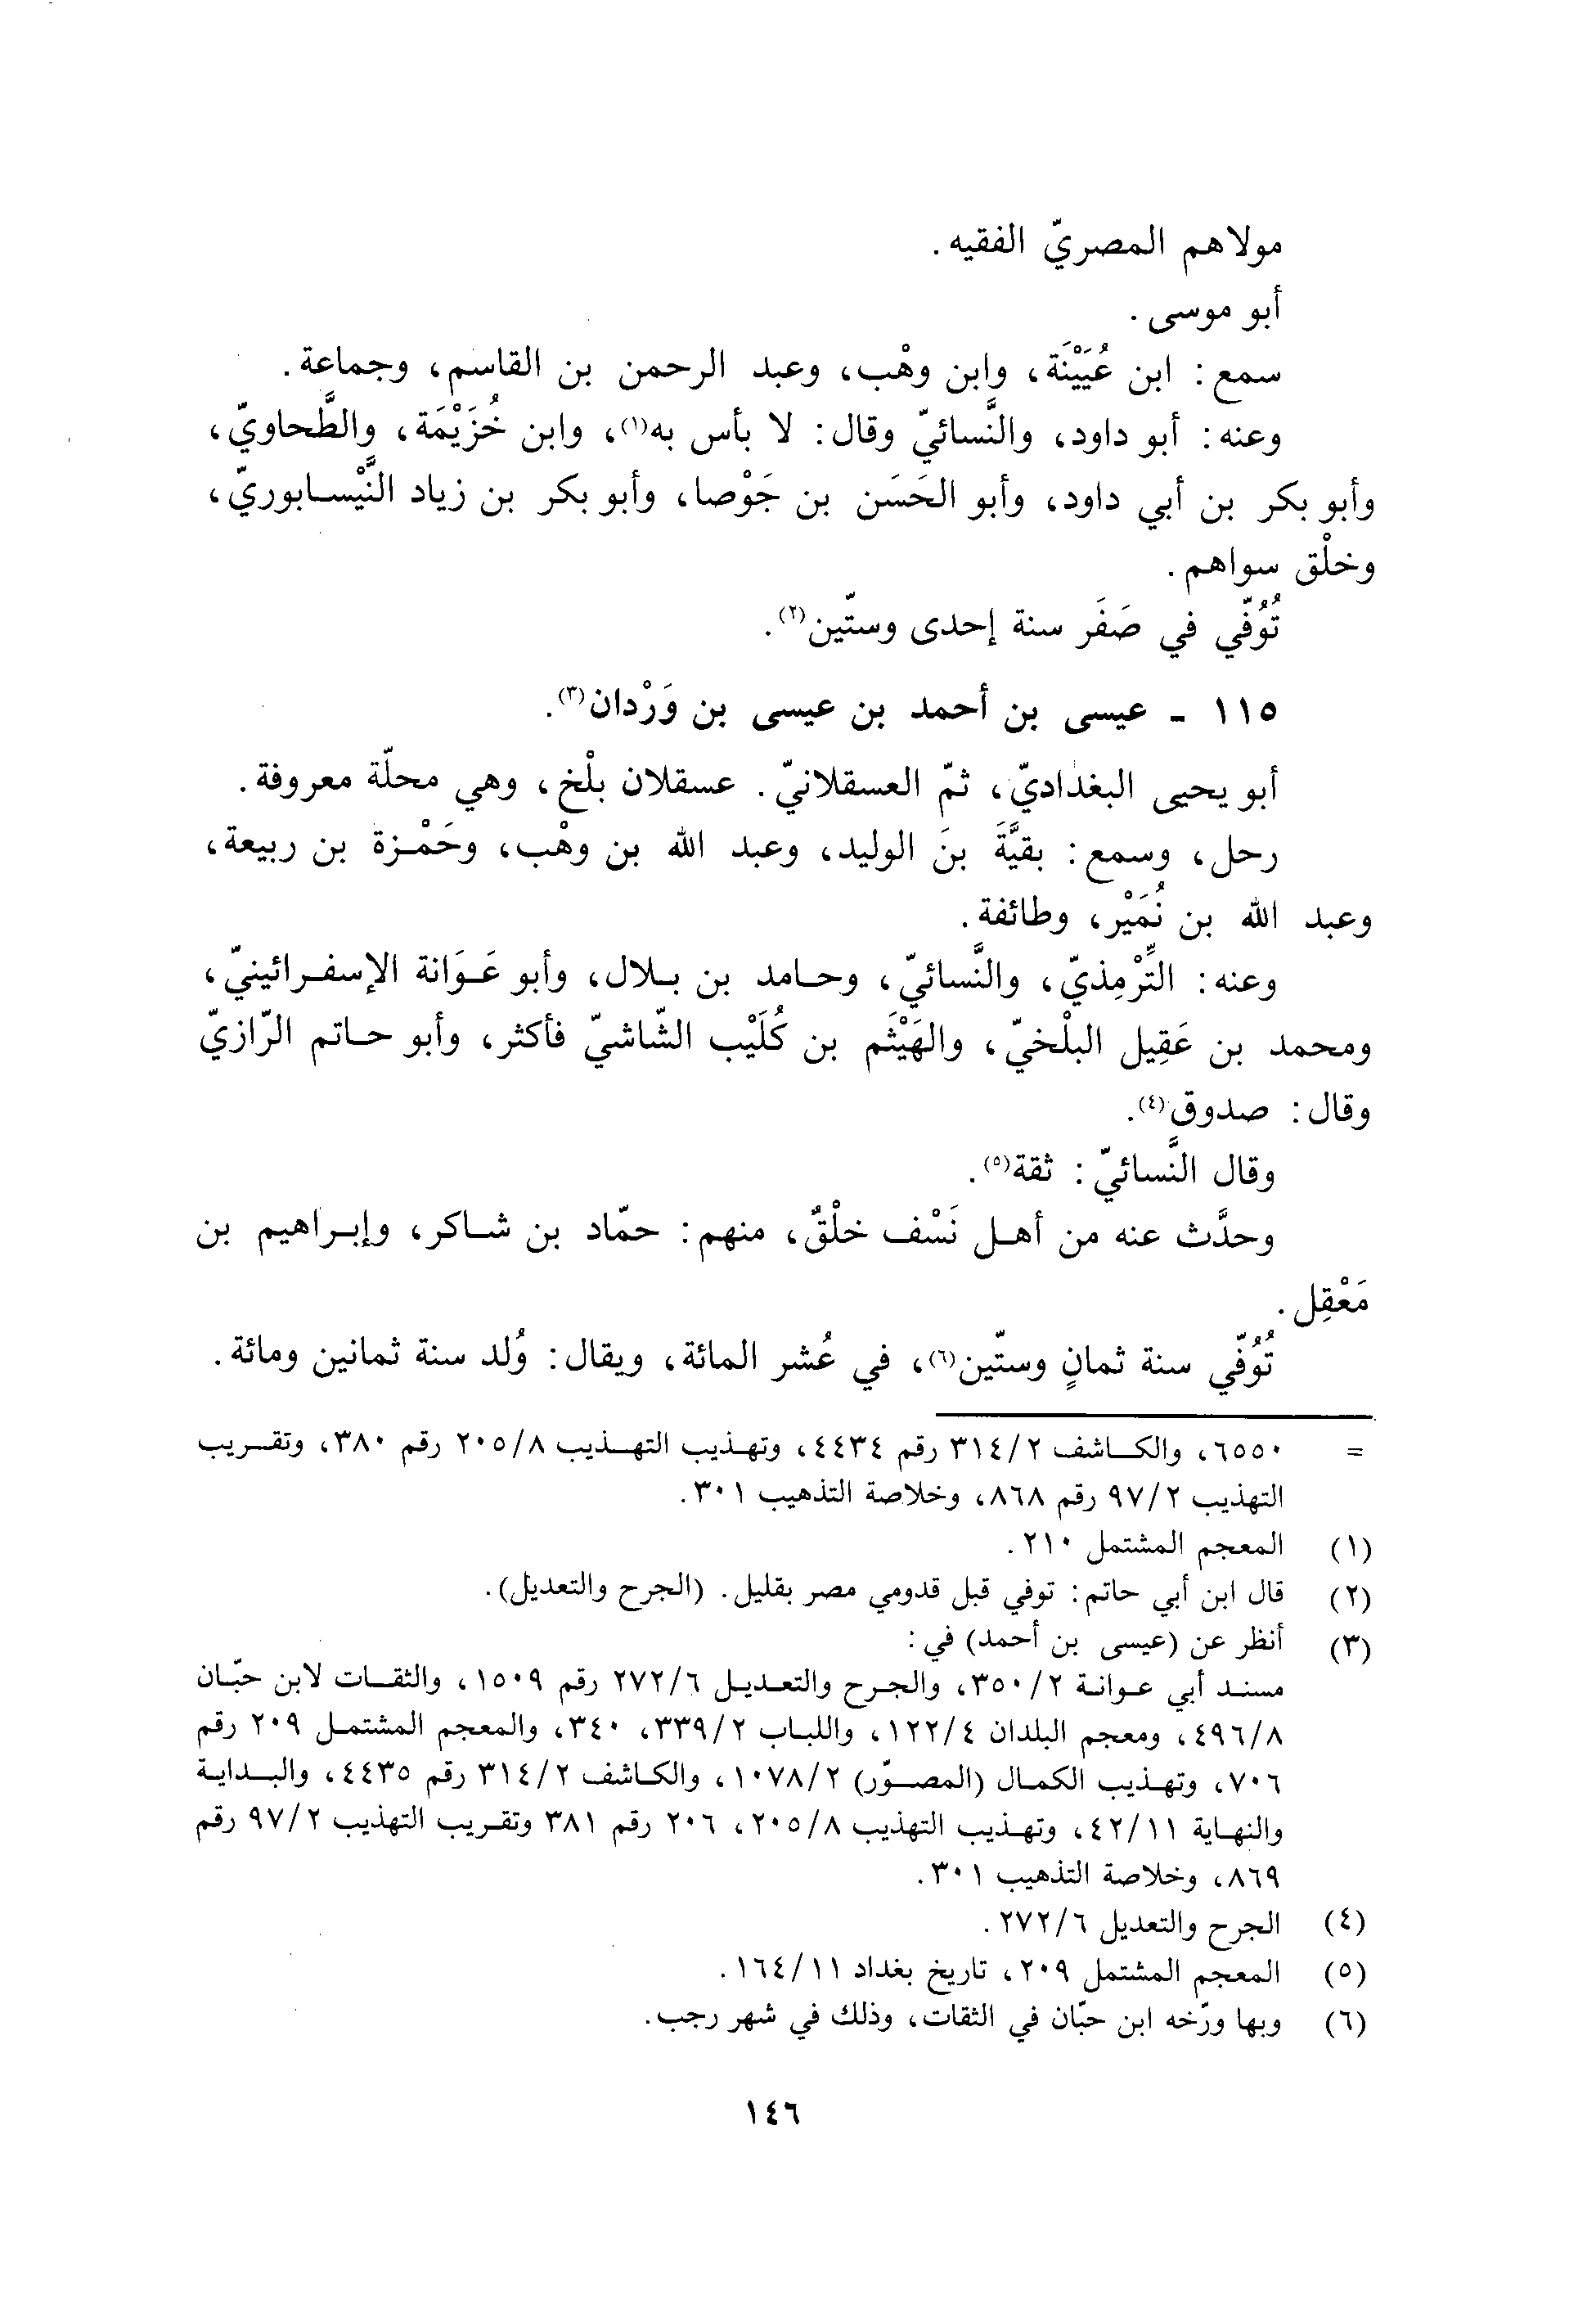 مولاهم المصريّ الفقيه.
أبو موسى.
سمع: ابن عُيَيْنَة، وابن وهْب، وعبد الرحمن بن القاسم، وجماعة.
وعنه: أبو داود، والنَّسائيّ وقال: لا بأس به(١)، وابن خُزَيْمَة، والطَّحاويّ،
وأبو بكر بن أبي داود، وأبو الحَسَن بن جَوْصا، وأبو بكر بن زياد النَّيْسابوريّ،
وخلْق سواهم.
تُوُفّي في صَفَر سنة إحدى وستّين(٢).
١١٥ - عيسى بن أحمد بن عيسى بن وَرْدان(٣).
أبو يحيى البغداديّ، ثمّ العسقلانيّ. عسقلان بلْخ، وهي محلّة معروفة.
رحل، وسمع: بقيَّةَ بنَ الوليد، وعبد الله بن وهْب، وحَمْزة بن ربيعة،
وعبد الله بن نُمَيْر، وطائفة.
وعنه: التِّرْمِذيّ، والنَّسائيّ، وحامد بن بلال، وأبو عَوَانة الإسفرائينيّ،
ومحمد بن عَقِيل البلْخيّ، والهَيْثَم بن كُلَيْب الشّاشيّ فأكثر، وأبو حاتم الرّازيّ
وقال: صدوق(٤).
وقال النَّسائيّ: ثقة(٥).
وحدَّث عنه من أهل نَسْف خلْقٌ، منهم: حمّاد بن شاكر، وإبراهيم بن
مَعْقِل.
تُوُفّي سنة ثمانٍ وستّين(٦)، في عُشر المائة، ويقال: وُلد سنة ثمانين ومائة.
= ٦٥٥٠، والكاشف ٣١٤/٢ رقم ٤٤٣٤، وتهذيب التهذيب ٢٠٥/٨ رقم ٣٨٠، وتقريب
التهذيب ٩٧/٢ رقم ٨٦٨، وخلاصة التذهيب ٣٠١.
(١) المعجم المشتمل ٢١٠.
(٢) قال ابن أبي حاتم: توفي قبل قدومي مصر بقليل. (الجرح والتعديل).
(٣) أنظر عن (عيسى بن أحمد) في:
مسند أبي عوانة ٣٥٠/٢، والجرح والتعديل ٢٧٢/٦ رقم ١٥٠٩، والثقات لابن حبّان
٤٩٦/٨، ومعجم البلدان ١٢٢/٤، واللباب ٣٣٩/٢، ٣٤٠، والمعجم المشتمل ٢٠٩ رقم
٧٠٦، وتهذيب الكمال (المصوّر) ١٠٧٨/٢، والكاشف ٣١٤/٢ رقم ٤٤٣٥، والبداية
والنهاية ٤٢/١١، وتهذيب التهذيب ٢٠٥/٨، ٢٠٦ رقم ٣٨١ وتقريب التهذيب ٩٧/٢ رقم
٨٦٩، وخلاصة التذهيب ٣٠١.
(٤) الجرح والتعديل ٢٧٢/٦.
(٥) المعجم المشتمل ٢٠٩، تاريخ بغداد ١٦٤/١١.
(٦) وبها ورّخه ابن حبّان في الثقات، وذلك في شهر رجب.
١٤٦